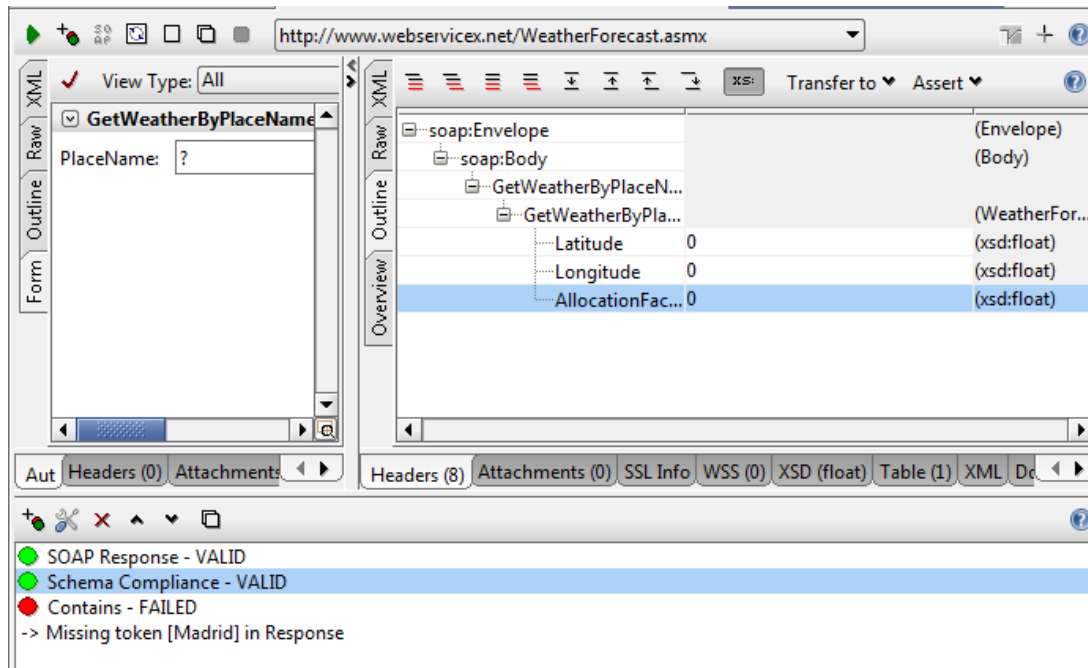 SO AP
http://www.webservicex.net/WeatherForecast.asmx
XML
Raw
Outline
Form
View Type: All
GetWeatherByPlaceName
PlaceName: ?
XML
Raw
Outline
Overview
XS: Transfer to Assert
soap:Envelope (Envelope)
soap:Body (Body)
GetWeatherByPlaceN...
GetWeatherByPla... (WeatherFor...
Latitude 0 (xsd:float)
Longitude 0 (xsd:float)
AllocationFac... 0 (xsd:float)
Aut Headers (0) Attachments
Headers (8) Attachments (0) SSL Info WSS (0) XSD (float) Table (1) XML
SOAP Response - VALID
Schema Compliance - VALID
Contains - FAILED
-> Missing token [Madrid] in Response